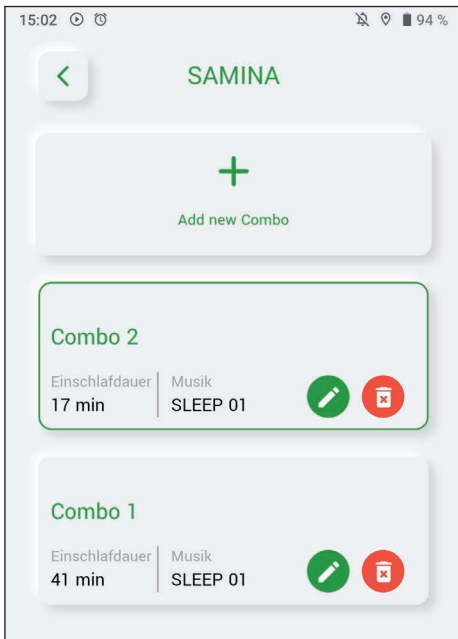 15:02 94 %
SAMINA
Add new Combo
Combo 2
Einschlafdauer Musik
17 min SLEEP 01
Combo 1
Einschlafdauer Musik
41 min SLEEP 01